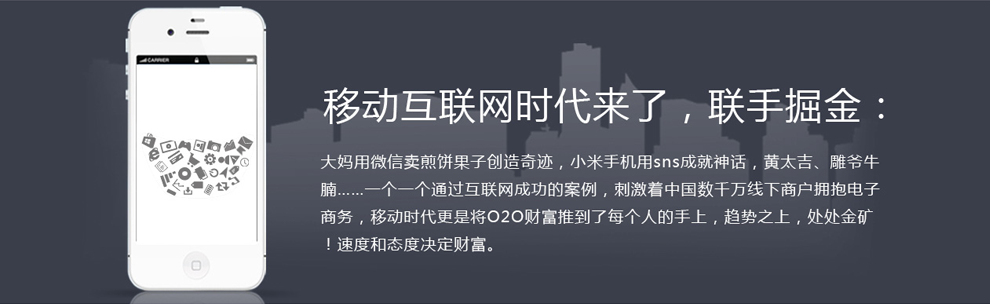 CARRIER
移动互联网时代来了，联手掘金：
大妈用微信卖煎饼果子创造奇迹，小米手机用sns成就神话，黄太吉、雕爷牛
腩……一个一个通过互联网成功的案例，刺激着中国数千万线下商户拥抱电子
商务，移动时代更是将O2O财富推到了每个人的手上，趋势之上，处处金矿
！速度和态度决定财富。